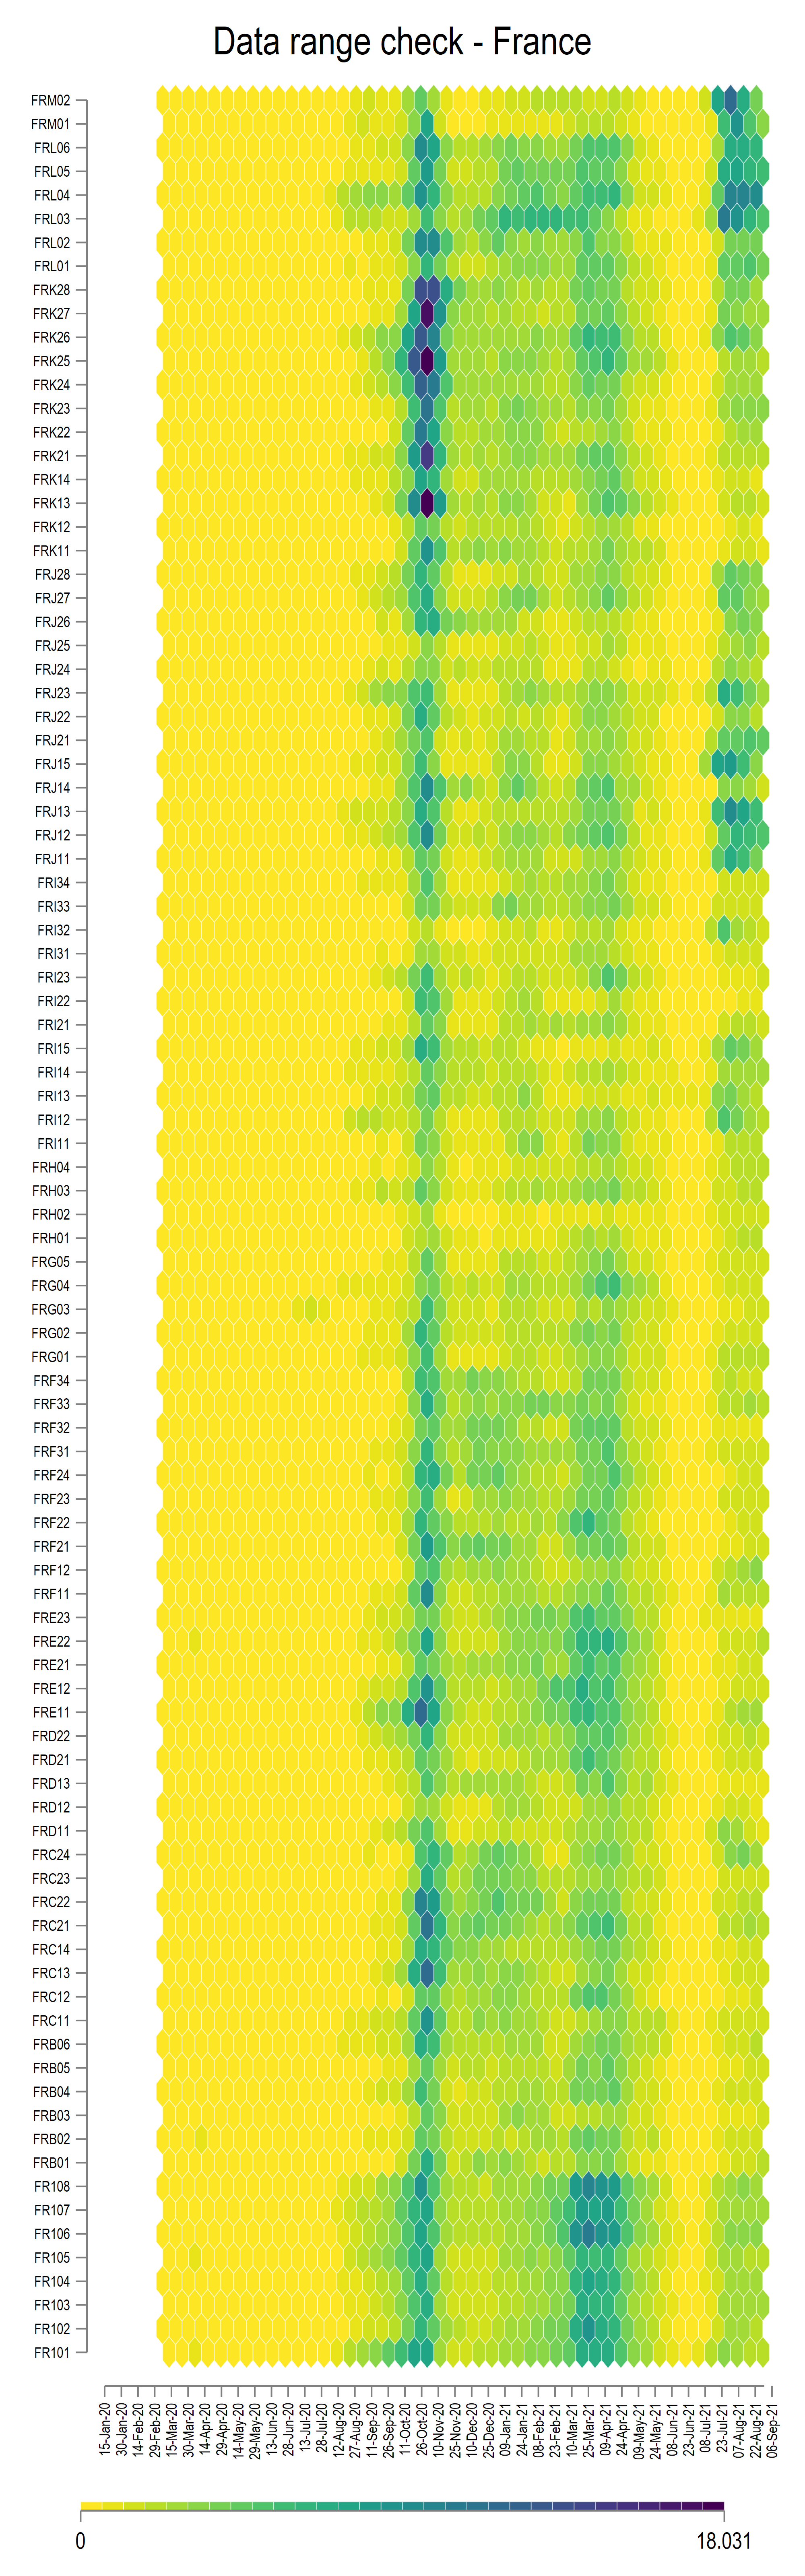 Data range check - France
FRM02
FRM01
FRL06
FRL05
FRL04
FRL03
FRL02
FRL01
FRK28
FRK27
FRK26
FRK25
FRK24
FRK23
FRK22
FRK21
FRK14
FRK13
FRK12
FRK11
FRJ28
FRJ27
FRJ26
FRJ25
FRJ24
FRJ23
FRJ22
FRJ21
FRJ15
FRJ14
FRJ13
FRJ12
FRJ11
FRI34
FRI33
FRI32
FRI31
FRI23
FRI22
FRI21
FRI15
FRI14
FRI13
FRI12
FRI11
FRH04
FRH03
FRH02
FRH01
FRG05
FRG04
FRG03
FRG02
FRG01
FRF34
FRF33
FRF32
FRF31
FRF24
FRF23
FRF22
FRF21
FRF12
FRF11
FRE23
FRE22
FRE21
FRE12
FRE11
FRD22
FRD21
FRD13
FRD12
FRD11
FRC24
FRC23
FRC22
FRC21
FRC14
FRC13
FRC12
FRC11
FRB06
FRB05
FRB04
FRB03
FRB02
FRB01
FR108
FR107
FR106
FR105
FR104
FR103
FR102
FR101
15-Jan-20
30-Jan-20
14-Feb-20
29-Feb-20
15-Mar-20
30-Mar-20
14-Apr-20
29-Apr-20
14-May-20
29-May-20
13-Jun-20
28-Jun-20
13-Jul-20
28-Jul-20
12-Aug-20
27-Aug-20
11-Sep-20
26-Sep-20
11-Oct-20
26-Oct-20
10-Nov-20
25-Nov-20
10-Dec-20
25-Dec-20
09-Jan-21
24-Jan-21
08-Feb-21
23-Feb-21
10-Mar-21
25-Mar-21
09-Apr-21
24-Apr-21
09-May-21
24-May-21
08-Jun-21
23-Jun-21
08-Jul-21
23-Jul-21
07-Aug-21
22-Aug-21
06-Sep-21
0
18.031